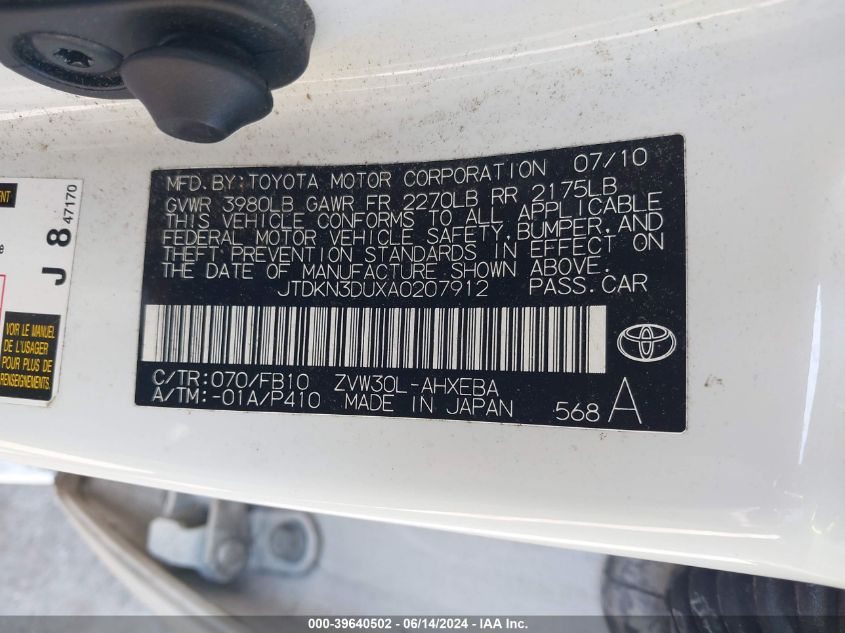 MFD.BY:TOYOTA MOTOR CORPORATION 07/10
GVWR 3980LB GAWR FR 2270LB RR 2175LB
THIS VEHICLE CONFORMS TO ALL APPLICABLE
FEDERAL MOTOR VEHICLE SAFETY,BUMPER,AND
THEFT PREVENTION STANDARDS IN EFFECT ON
THE DATE OF MANUFACTURE SHOWN ABOVE.
JTDKN3DUXA0207912 PASS.CAR
C/TR:070/FB10 ZVW30L-AHXEBA
A/TM:-01A/P410 MADE IN JAPAN 568 A
J 8 47170
VOIR LE MANUEL
DE L'USAGER
POUR PLUS
000-39640502 - 06/14/2024 - IAA Inc.